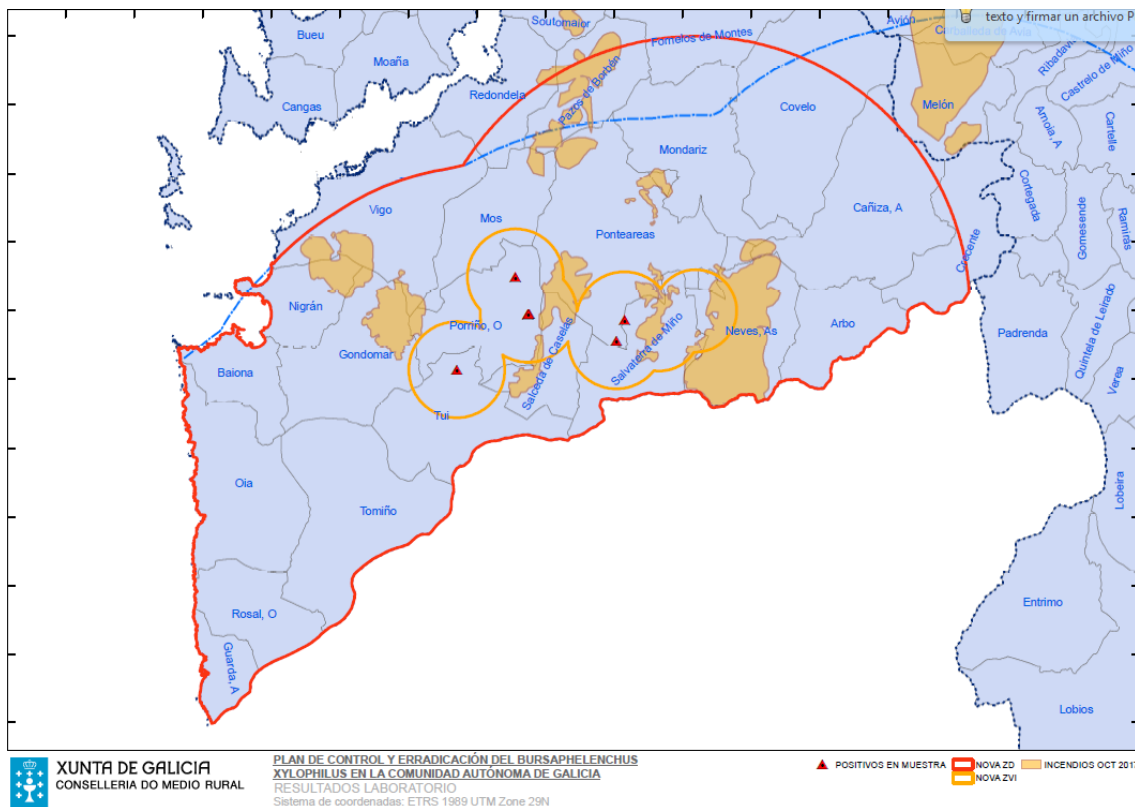 texto y firmar un archivo P
Soutomaior
Avión
Carballeda de Avia
Bueu
Fornelos de Montes
Ribadavia
Moaña
Castrelo de Miño
Redondela
Pazos de Borbén
Cangas
Covelo
Melón
Arnoia, A
Cartelle
Mondariz
Cortegada
Vigo
Mos
Cañiza, A
Gomesende
Ramiras
Ponteareas
Crecente
Nigrán
Porriño, O
Neves, As
Arbo
Padrenda
Quintela de Leirado
Gondomar
Salceda de Caselas
Salvaterra de Miño
Baiona
Verea
Tui
Oia
Tomiño
Lobeira
Rosal, O
Entrimo
Guarda, A
Lobios
XUNTA DE GALICIA
CONSELLERIA DO MEDIO RURAL
PLAN DE CONTROL Y ERRADICACIÓN DEL BURSAPHELENCHUS
XYLOPHILUS EN LA COMUNIDAD AUTÓNOMA DE GALICIA
RESULTADOS LABORATORIO
Sistema de coordenadas: ETRS 1989 UTM Zone 29N
POSITIVOS EN MUESTRA
NOVA ZD
INCENDIOS OCT 2017
NOVA ZVI